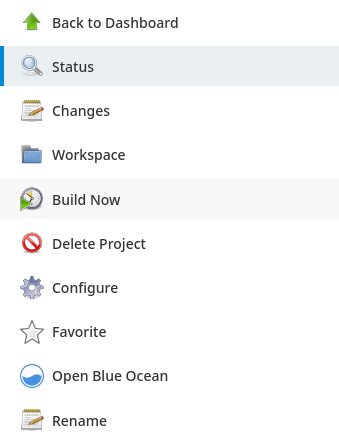 Back to Dashboard
Status
Changes
Workspace
Build Now
Delete Project
Configure
Favorite
Open Blue Ocean
Rename